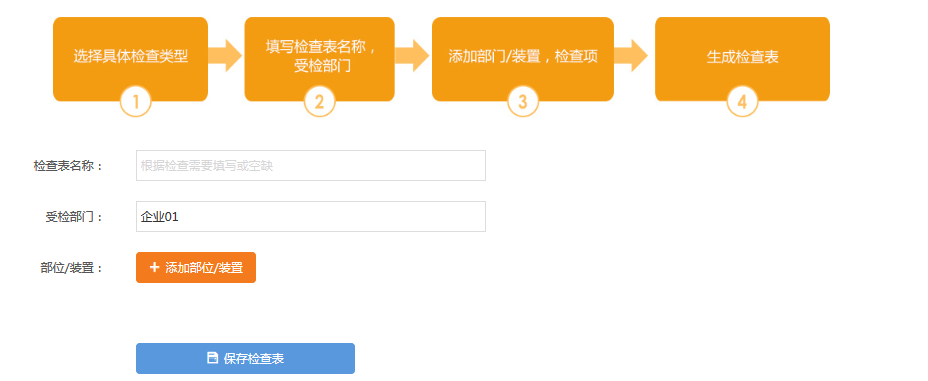 选择具体检查类型
1
填写检查表名称，
受检部门
2
添加部门/装置，检查项
3
生成检查表
4
检查表名称：
根据检查需要填写或空缺
受检部门：
企业01
部位/装置：
+ 添加部位/装置
保存检查表